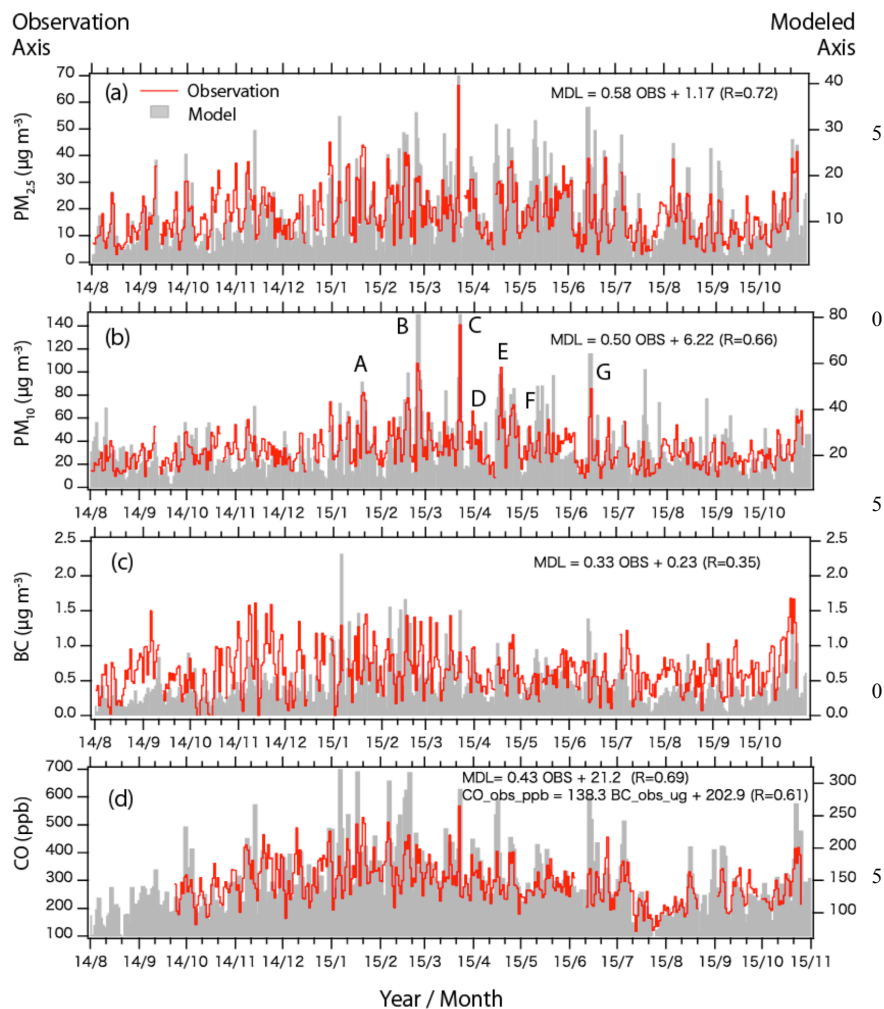 Observation Axis
Modeled Axis
(a)
Observation
Model
MDL = 0.58 OBS + 1.17 (R=0.72)
PM2.5 (μg m-3)
70
60
50
40
30
20
10
0
40
30
20
10
5
14/8 14/9 14/10 14/11 14/12 15/1 15/2 15/3 15/4 15/5 15/6 15/7 15/8 15/9 15/10
(b)
MDL = 0.50 OBS + 6.22 (R=0.66)
A
B
C
D
E
F
G
PM10 (μg m-3)
140
120
100
80
60
40
20
0
80
60
40
20
0
14/8 14/9 14/10 14/11 14/12 15/1 15/2 15/3 15/4 15/5 15/6 15/7 15/8 15/9 15/10
5
(c)
MDL = 0.33 OBS + 0.23 (R=0.35)
BC (μg m-3)
2.5
2.0
1.5
1.0
0.5
0.0
2.5
2.0
1.5
1.0
0.5
0.0
0
14/8 14/9 14/10 14/11 14/12 15/1 15/2 15/3 15/4 15/5 15/6 15/7 15/8 15/9 15/10
(d)
MDL= 0.43 OBS + 21.2 (R=0.69)
CO_obs_ppb = 138.3 BC_obs_ug + 202.9 (R=0.61)
CO (ppb)
700
600
500
400
300
200
100
300
250
200
150
100
5
14/8 14/9 14/10 14/11 14/12 15/1 15/2 15/3 15/4 15/5 15/6 15/7 15/8 15/9 15/10 15/11
Year / Month